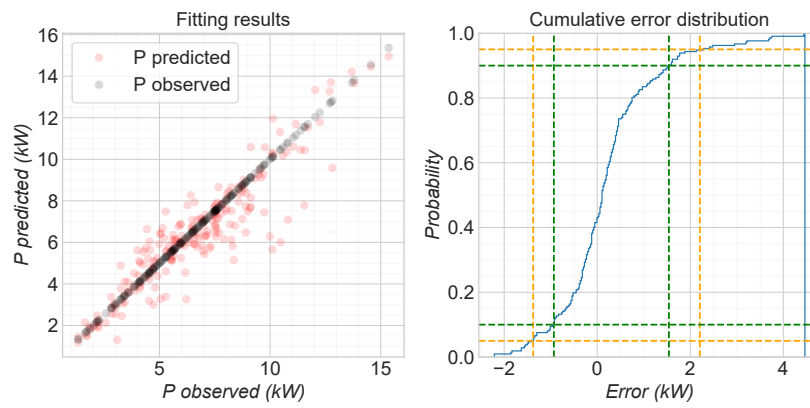 Fitting results
P predicted
P observed
P predicted (kW)
16
14
12
10
8
6
4
2
5
10
15
P observed (kW)
Cumulative error distribution
Probability
1.0
0.8
0.6
0.4
0.2
0.0
−2
0
2
4
Error (kW)